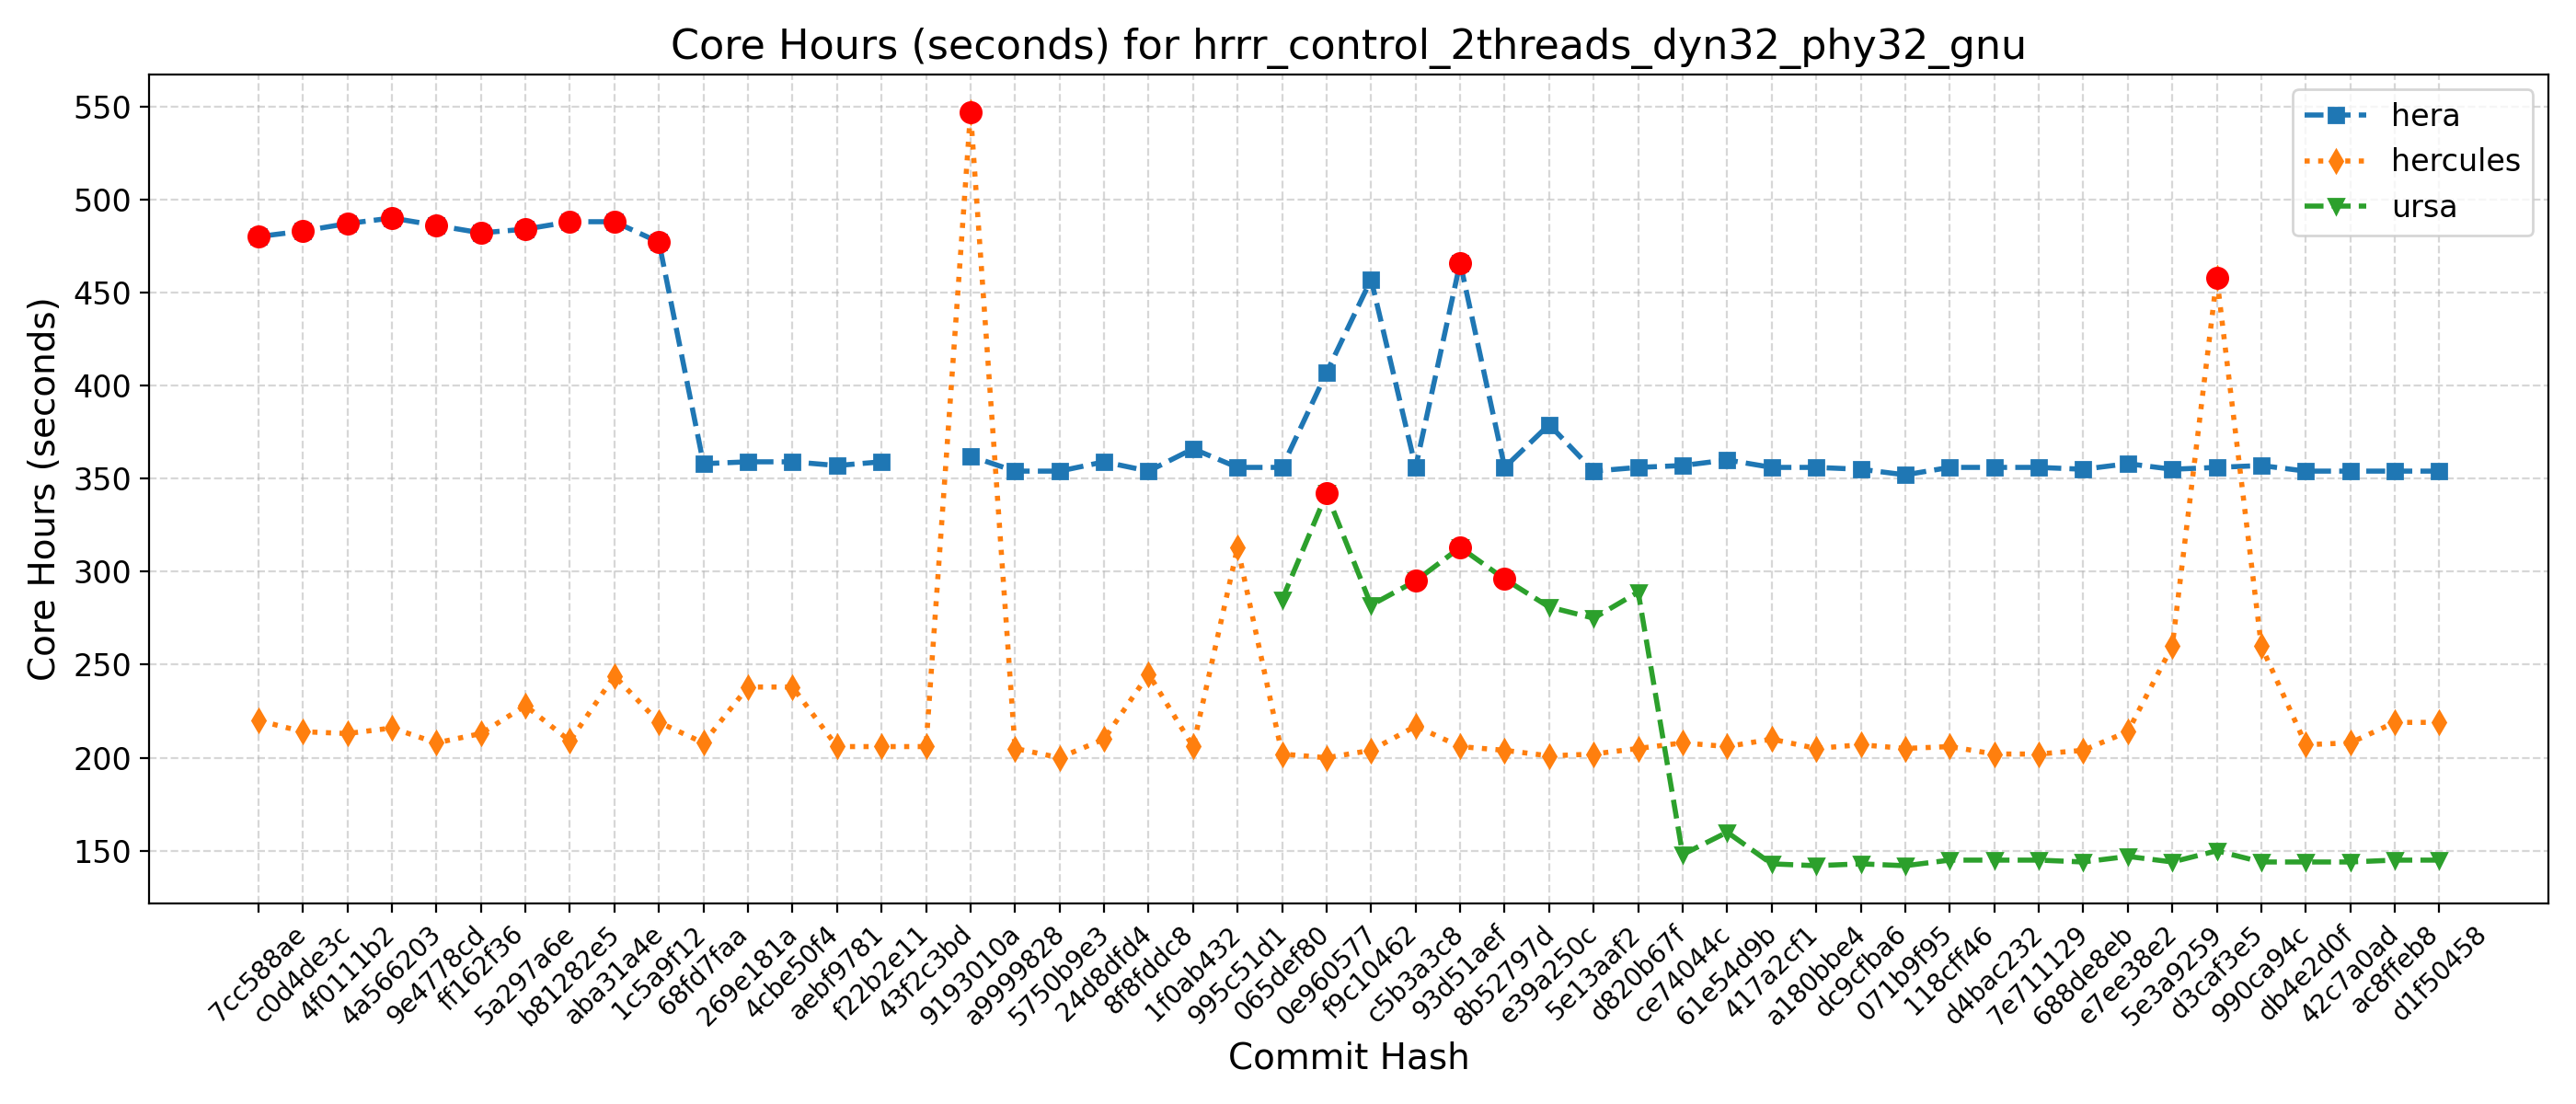 Core Hours (seconds) for hrrr_control_2threads_dyn32_phy32_gnu
Core Hours (seconds)
550
500
450
400
350
300
250
200
150
hera
hercules
ursa
7cc588ae
c0d4de3c
4f0111b2
4a566203
9e4778cd
ff162f36
5a297a6e
b81282e5
aba31a4e
1c5a9f12
68fd7faa
269e181a
4cbe50f4
aebf9781
f22b2e11
43f2c3bd
9193010a
a9999828
5750b9e3
24d8dfd4
8f8fddc8
1f0ab432
995c51d1
065def80
0e960577
f9c10462
c5b3a3c8
93d51aef
8b52797d
e39a250c
5e13aaf2
d820b67f
ce74044c
61e54d9b
417a2cf1
a180bbe4
dc9cfba6
071b9f95
118cff46
d4bac232
7e711129
688de8eb
e7ee38e2
5e3a9259
d3caf3e5
990ca94c
db4e2d0f
42c7a0ad
ac8ffeb8
d1f50458
Commit Hash